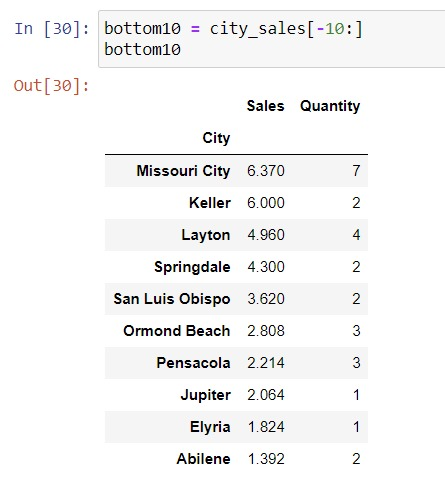 In [30]: bottom10 = city_sales[-10:]
bottom10
Out[30]:
Sales Quantity
City
Missouri City 6.370 7
Keller 6.000 2
Layton 4.960 4
Springdale 4.300 2
San Luis Obispo 3.620 2
Ormond Beach 2.808 3
Pensacola 2.214 3
Jupiter 2.064 1
Elyria 1.824 1
Abilene 1.392 2